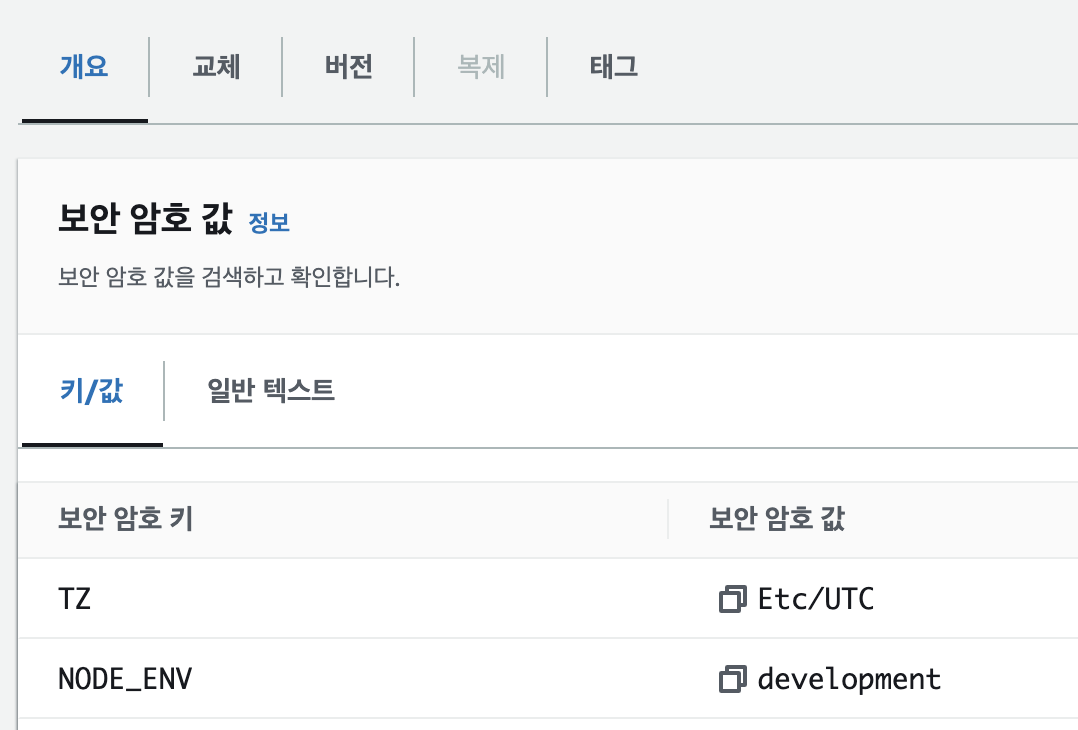 개요 교체 버전 복제 태그
보안 암호 값 정보
보안 암호 값을 검색하고 확인합니다.
키/값 일반 텍스트
보안 암호 키 보안 암호 값
TZ Etc/UTC
NODE_ENV development